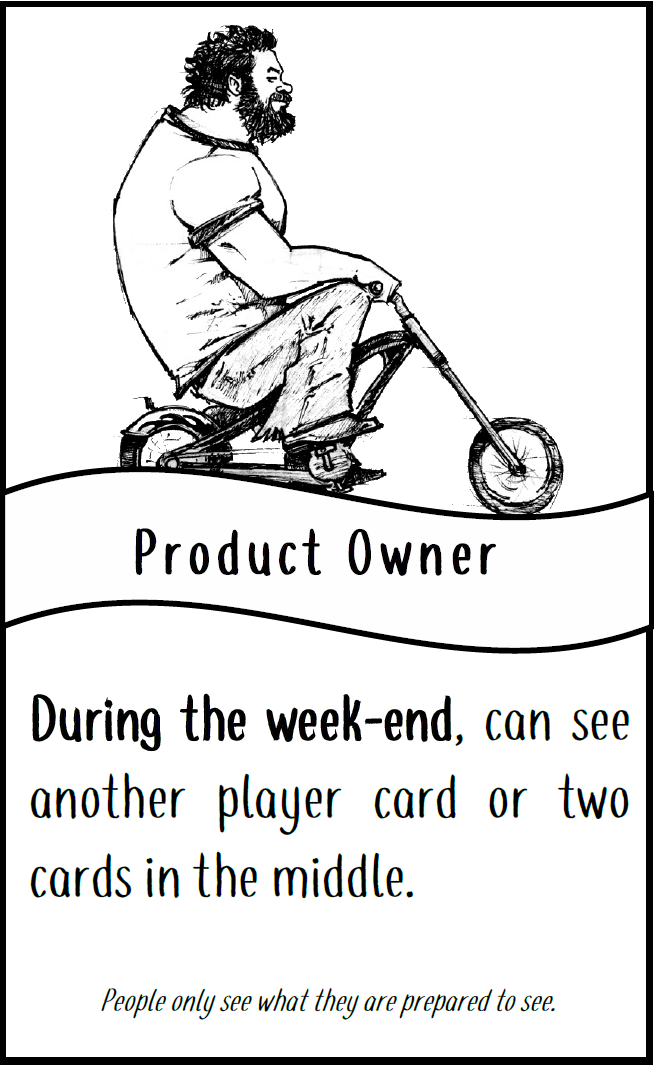 Product Owner
During the week-end, can see
another player card or two
cards in the middle.
People only see what they are prepared to see.